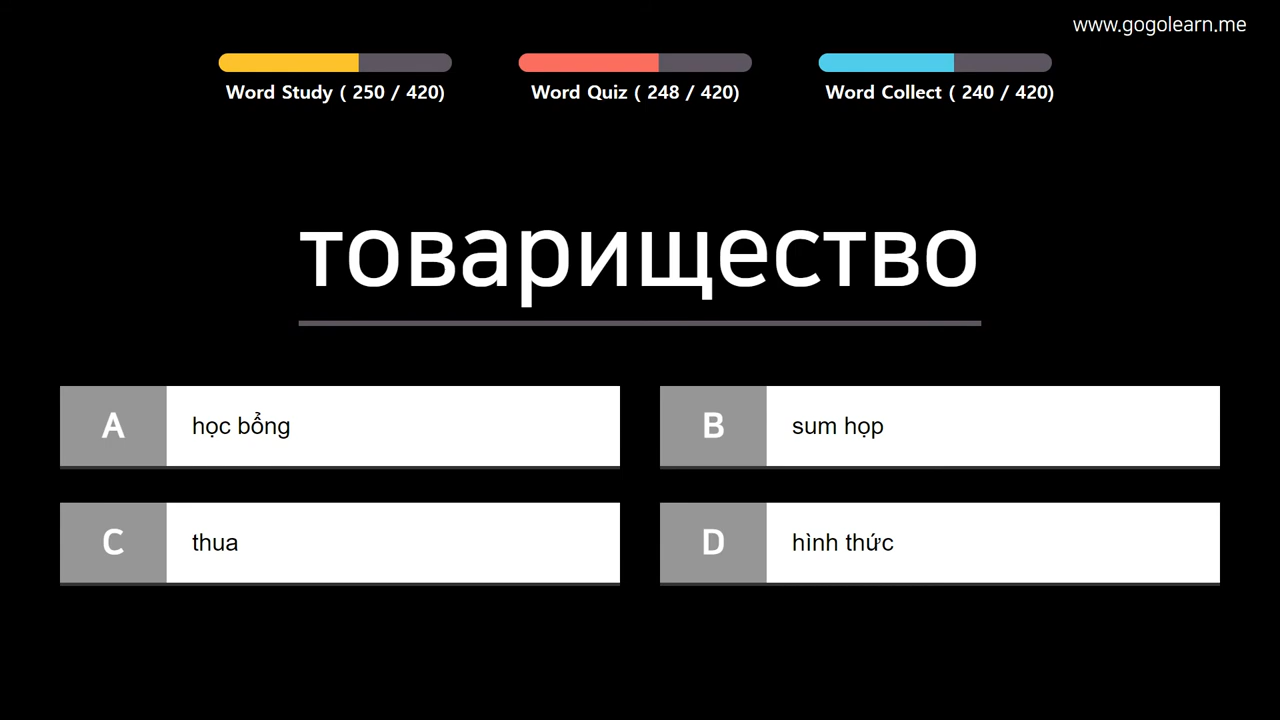 www.gogolearn.me
Word Study ( 250 / 420)
Word Quiz ( 248 / 420)
Word Collect ( 240 / 420)
товарищество
A
học bổng
B
sum họp
C
thua
D
hình thức